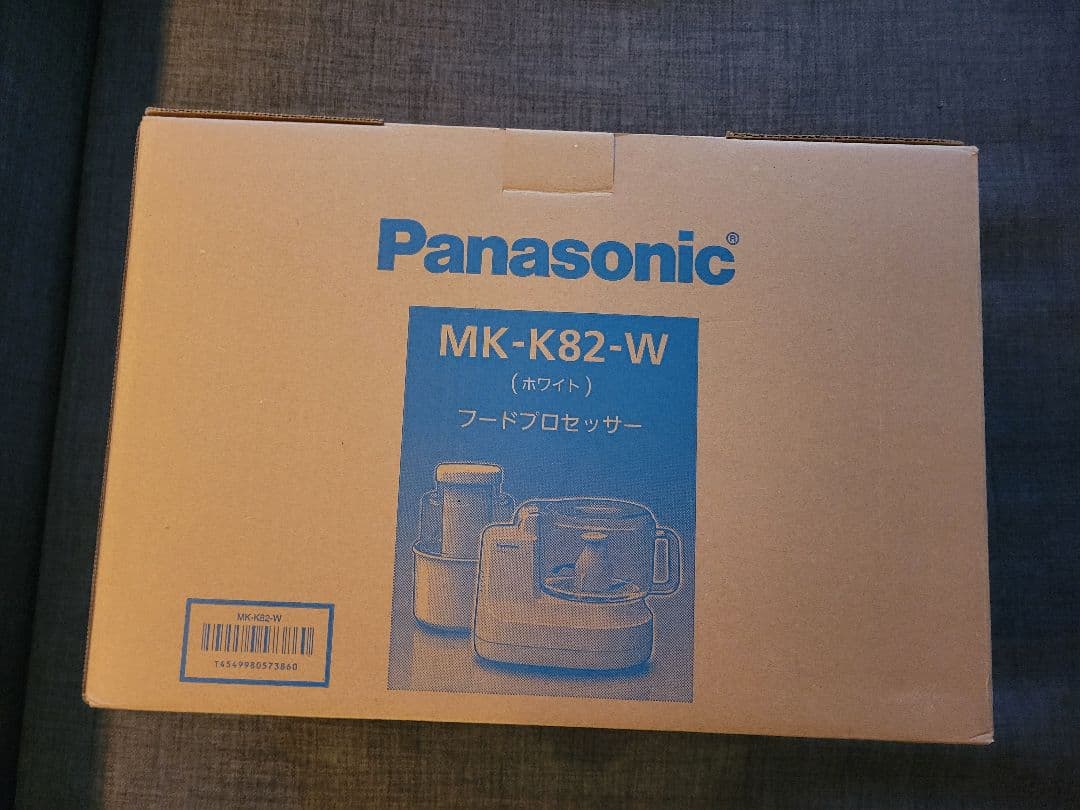 Panasonic®
MK-K82-W
(ホワイト)
フードプロセッサー
MK-K82-W
T4549980573860